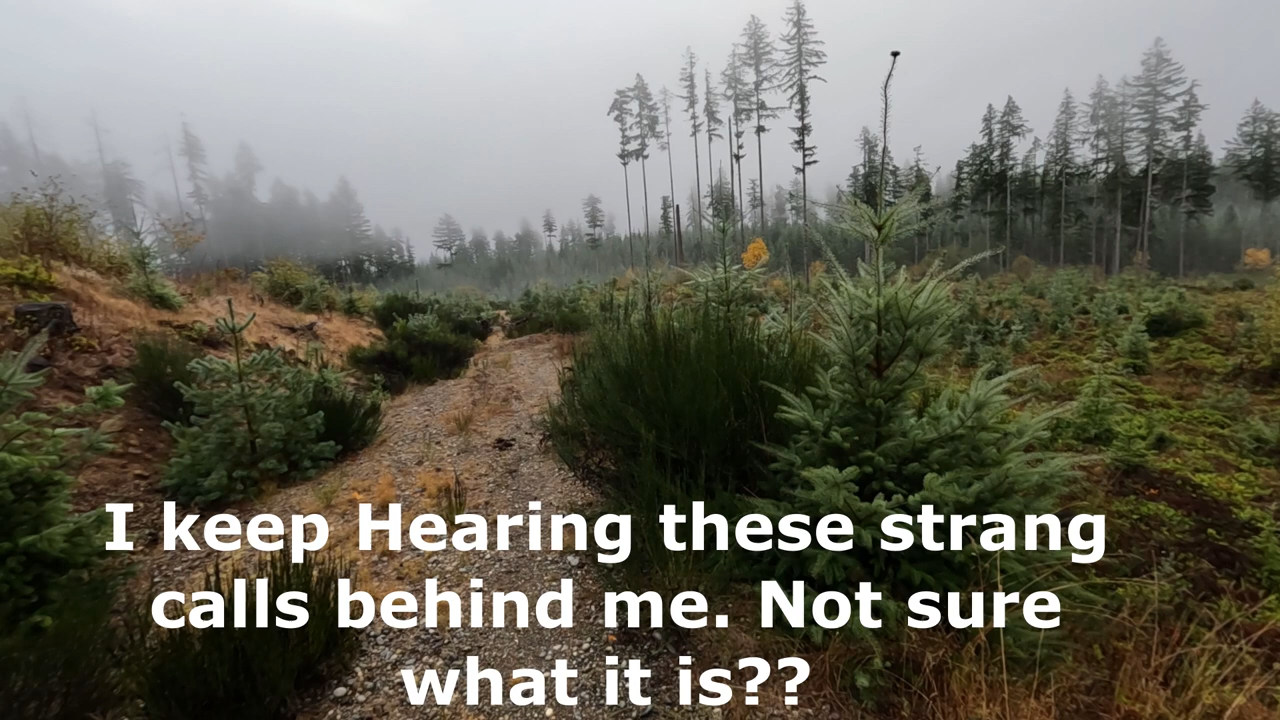 I keep Hearing these strang
calls behind me. Not sure
what it is??